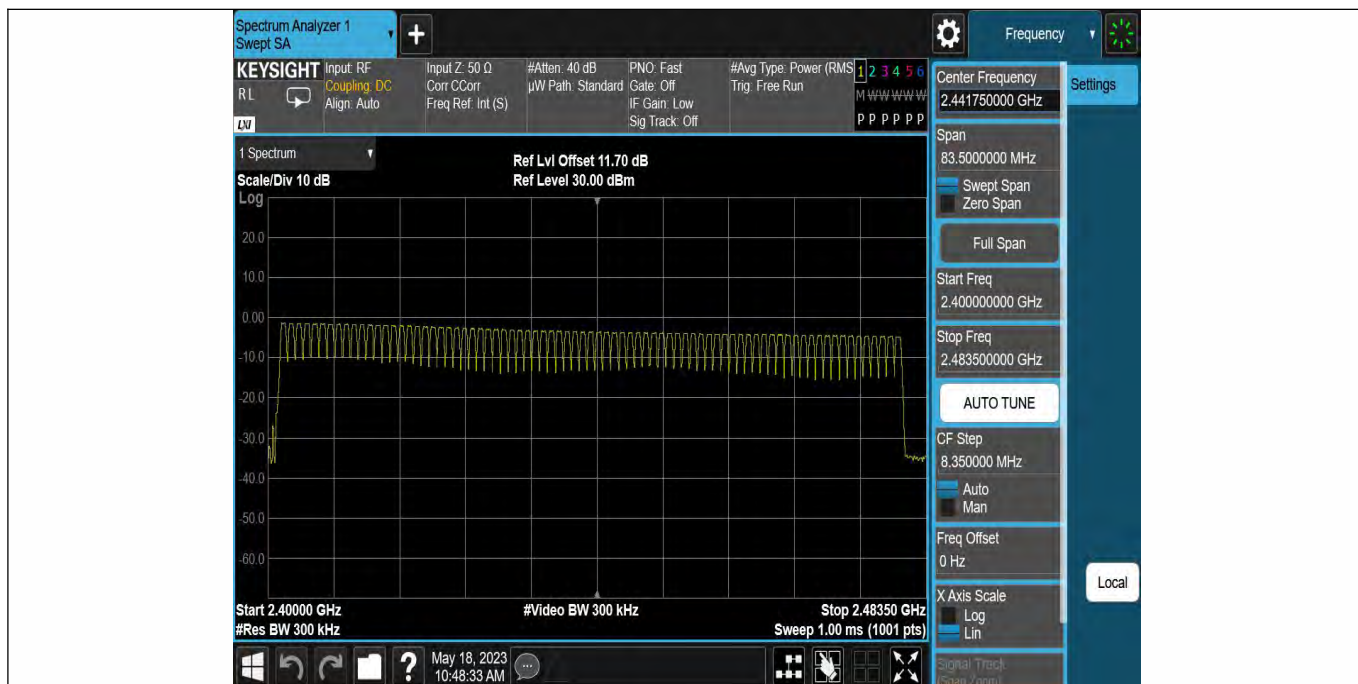 Spectrum Analyzer 1
Swept SA
+
Frequency
KEYSIGHT
RL
LXI
Input: RF
Coupling: DC
Align: Auto
Input Z: 50 Ω
Corr CCorr
Freq Ref: Int (S)
#Atten: 40 dB
µW Path: Standard
PNO: Fast
Gate: Off
IF Gain: Low
Sig Track: Off
#Avg Type: Power (RMS
Trig: Free Run
1 2 3 4 5 6
M W W W W W
P P P P P P
1 Spectrum
Scale/Div 10 dB
Log
Ref Lvl Offset 11.70 dB
Ref Level 30.00 dBm
20.0
10.0
0.00
-10.0
-20.0
-30.0
-40.0
-50.0
-60.0
Start 2.40000 GHz
#Res BW 300 kHz
#Video BW 300 kHz
Stop 2.48350 GHz
Sweep 1.00 ms (1001 pts)
?
May 18, 2023
10:48:33 AM
Center Frequency
2.441750000 GHz
Settings
Span
83.5000000 MHz
Swept Span
Zero Span
Full Span
Start Freq
2.400000000 GHz
Stop Freq
2.483500000 GHz
AUTO TUNE
CF Step
8.350000 MHz
Auto
Man
Freq Offset
0 Hz
X Axis Scale
Log
Lin
Local
Signal Track
(Span Zoom)